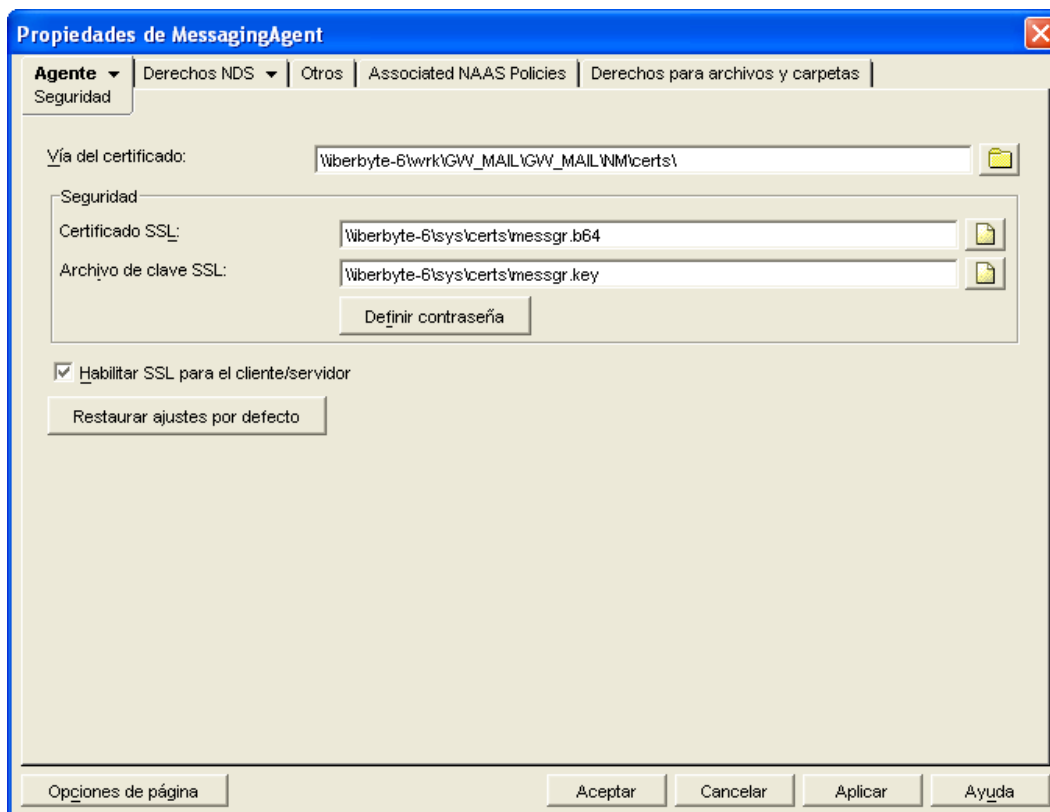 Propiedades de MessagingAgent
Agente Derechos NDS Otros Associated NAAS Policies Derechos para archivos y carpetas
Seguridad
Vía del certificado: \\iberbyte-6\wrk\GW_MAIL\GW_MAIL\NM\certs\
Seguridad
Certificado SSL: \\iberbyte-6\sys\certs\messgr.b64
Archivo de clave SSL: \\iberbyte-6\sys\certs\messgr.key
Definir contraseña
Habilitar SSL para el cliente/servidor
Restaurar ajustes por defecto
Opciones de página Aceptar Cancelar Aplicar Ayuda